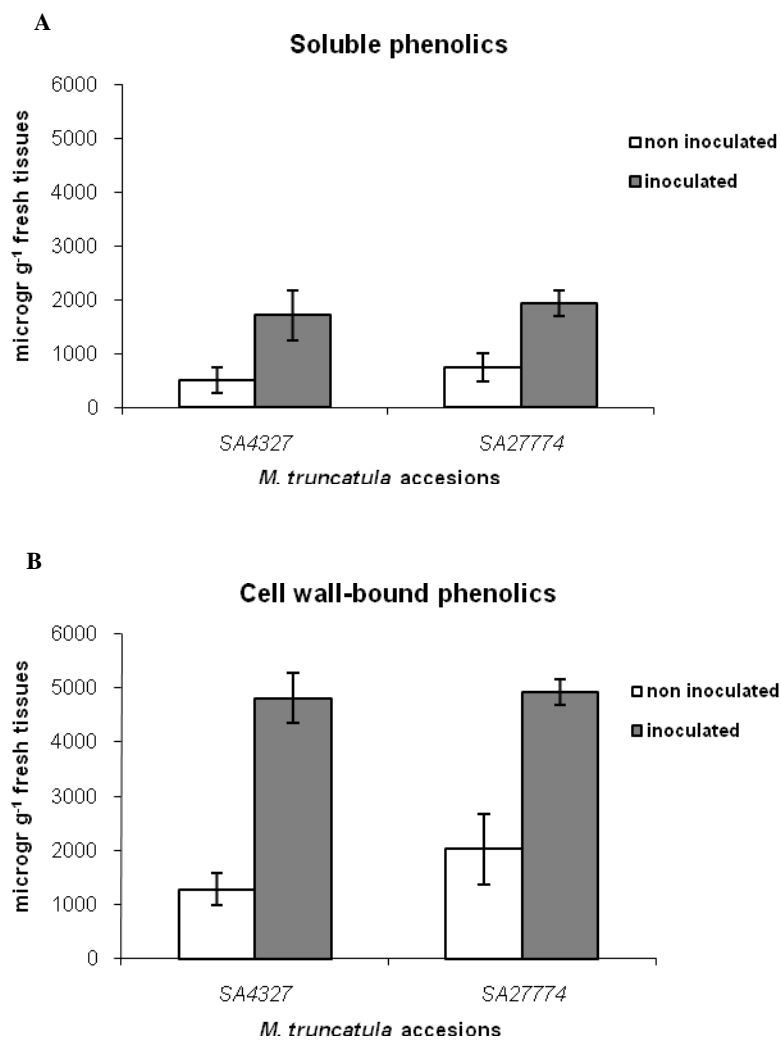 A
Soluble phenolics
6000
5000
4000
3000
2000
1000
0
microgr g-1 fresh tissues
non inoculated
inoculated
SA4327 SA27774
M. truncatula accesions
B
Cell wall-bound phenolics
6000
5000
4000
3000
2000
1000
0
microgr g-1 fresh tissues
non inoculated
inoculated
SA4327 SA27774
M. truncatula accesions